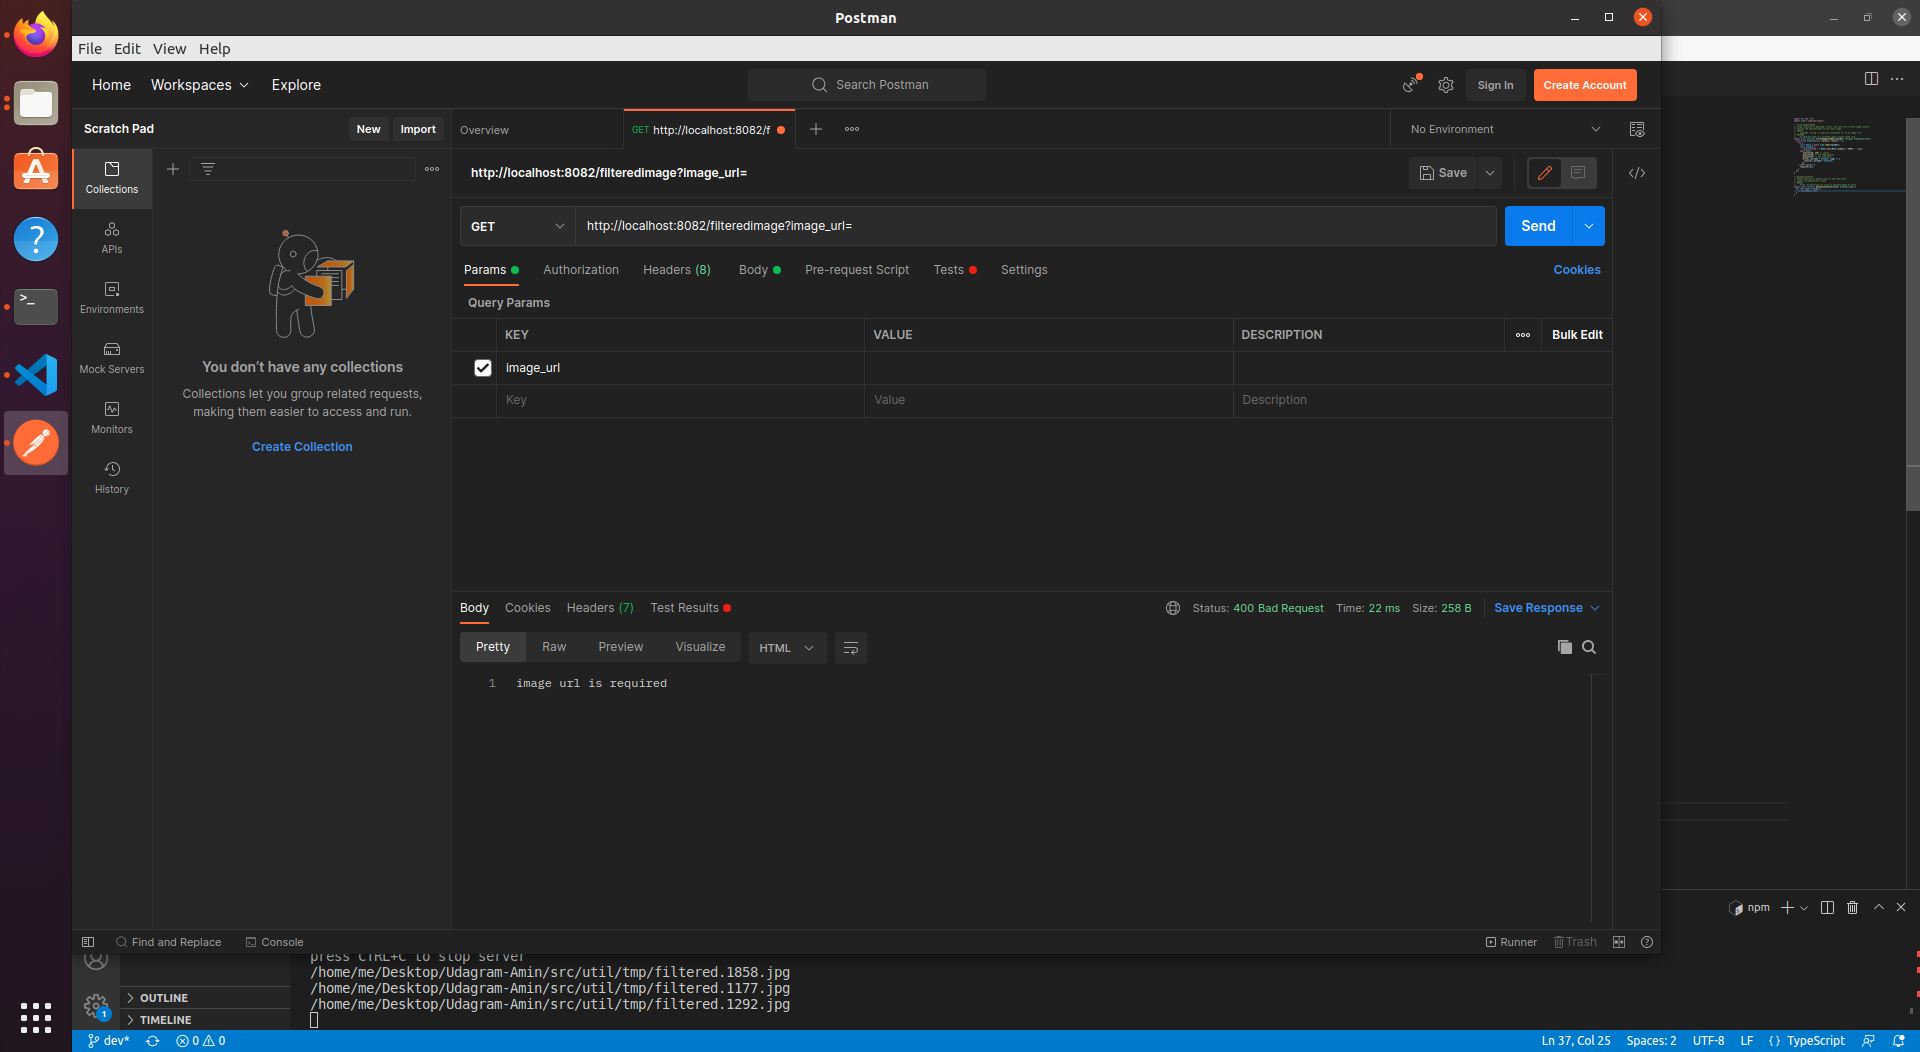 Postman
File Edit View Help
Home Workspaces Explore
Search Postman
Sign In Create Account
Scratch Pad New Import
Overview
GET http://localhost:8082/f
No Environment
Collections
APIs
Environments
Mock Servers
Monitors
History
You don't have any collections
Collections let you group related requests,
making them easier to access and run.
Create Collection
http://localhost:8082/filteredimage?image_url=
Save
GET http://localhost:8082/filteredimage?image_url=
Send
Params Authorization Headers (8) Body Pre-request Script Tests Settings Cookies
Query Params
KEY VALUE DESCRIPTION Bulk Edit
image_url
Key Value Description
Body Cookies Headers (7) Test Results
Status: 400 Bad Request Time: 22 ms Size: 258 B Save Response
Pretty Raw Preview Visualize HTML
1 image url is required
Find and Replace Console
Runner Trash
npm
press CTRL+C to stop server
/home/me/Desktop/Udagram-Amin/src/util/tmp/filtered.1858.jpg
/home/me/Desktop/Udagram-Amin/src/util/tmp/filtered.1177.jpg
/home/me/Desktop/Udagram-Amin/src/util/tmp/filtered.1292.jpg
OUTLINE
TIMELINE
1
dev* 0 0
Ln 37, Col 25 Spaces: 2 UTF-8 LF {} TypeScript